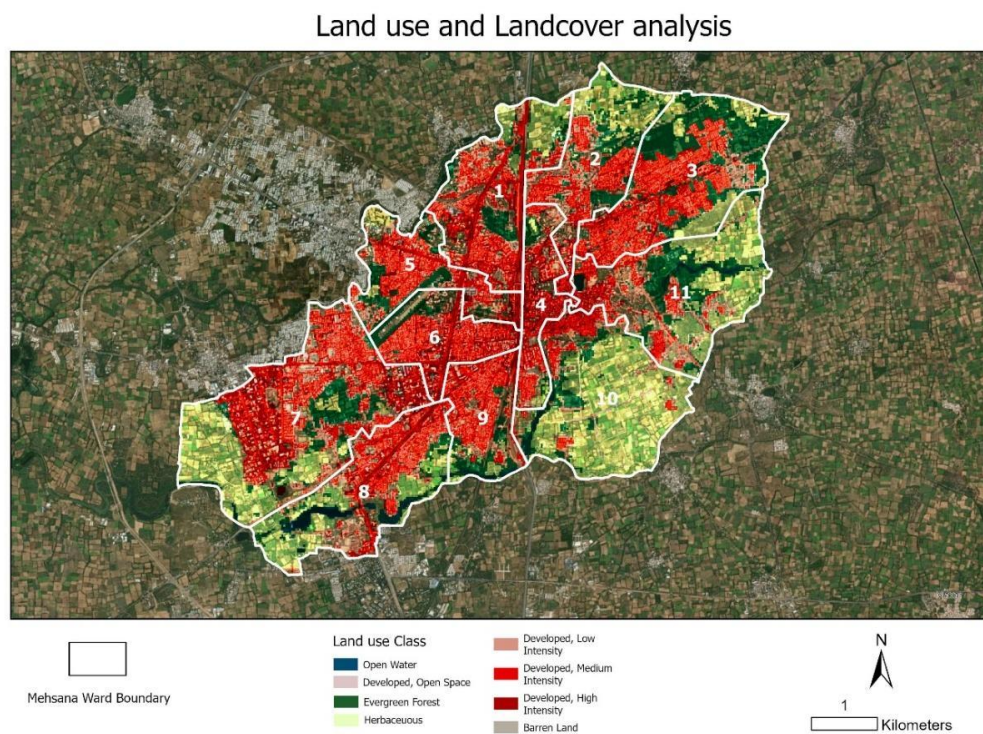 Land use and Landcover analysis
1
2
3
5
4
11
6
10
7
9
8
Mehsana Ward Boundary
Land use Class
Open Water
Developed, Open Space
Evergreen Forest
Herbaceuous
Developed, Low
Intensity
Developed, Medium
Intensity
Developed, High
Intensity
Barren Land
N
1
Kilometers